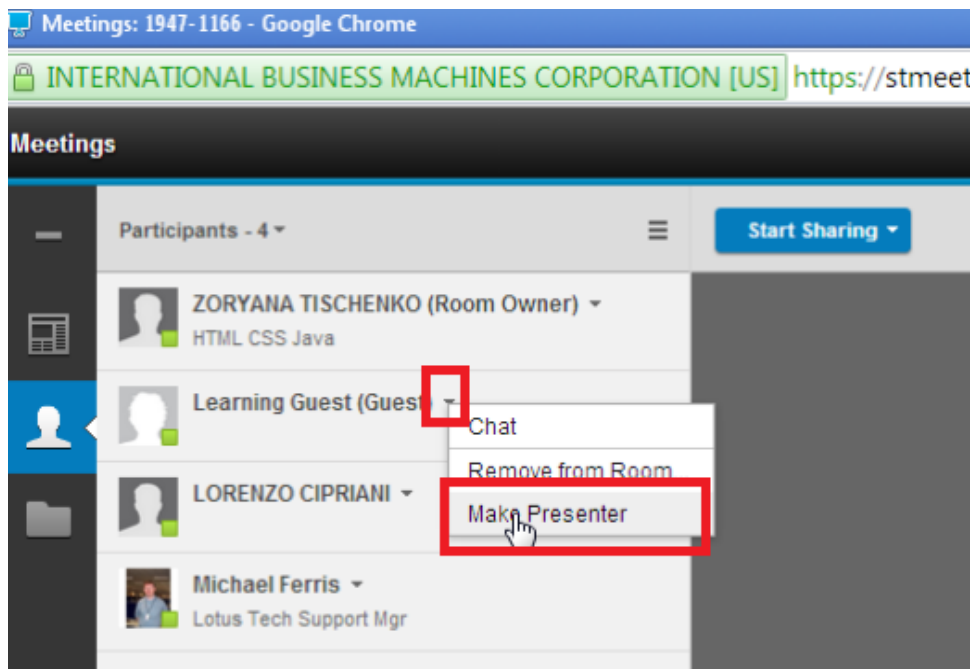 Meetings: 1947-1166 - Google Chrome
INTERNATIONAL BUSINESS MACHINES CORPORATION [US] https://stmeet
Meetings
Participants - 4
Start Sharing
ZORYANA TISCHENKO (Room Owner)
HTML CSS Java
Learning Guest (Guest)
Chat
Remove from Room
Make Presenter
LORENZO CIPRIANI
Michael Ferris
Lotus Tech Support Mgr